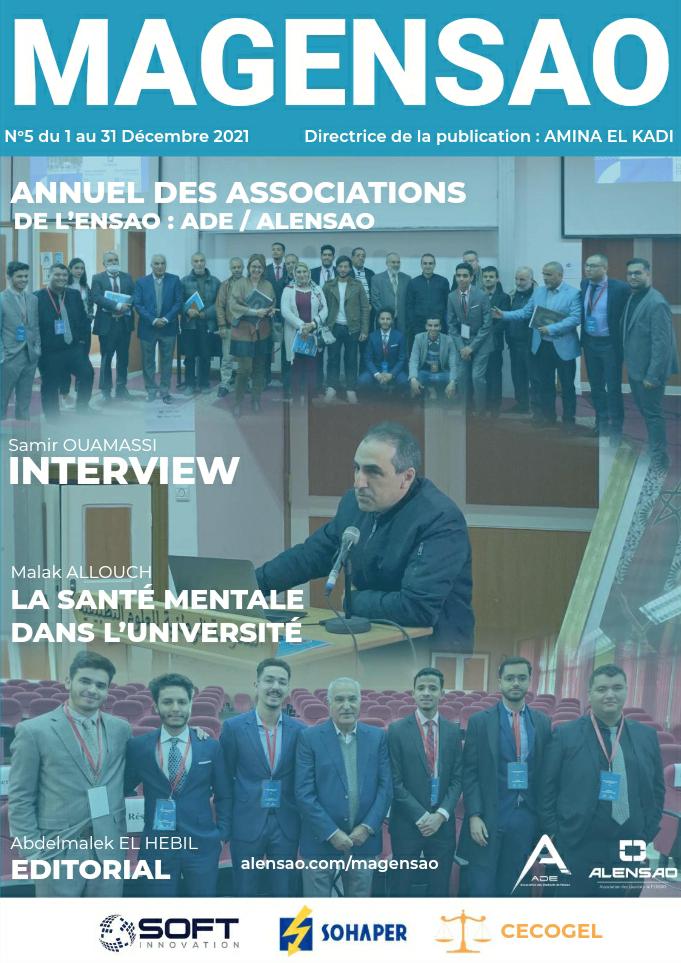 MAGENSAO
N°5 du 1 au 31 Décembre 2021
Directrice de la publication : AMINA EL KADI
ANNUEL DES ASSOCIATIONS
DE L'ENSAO : ADE / ALENSAO
Samir OUAMASSI
INTERVIEW
Malak ALLOUCH
LA SANTÉ MENTALE
DANS L'UNIVERSITÉ
Rés
Abdelmalek EL HEBIL
EDITORIAL
alensao.com/magensao
ADE
ALENSAO
SOFT
INNOVATION
SOHAPER
CECOGEL